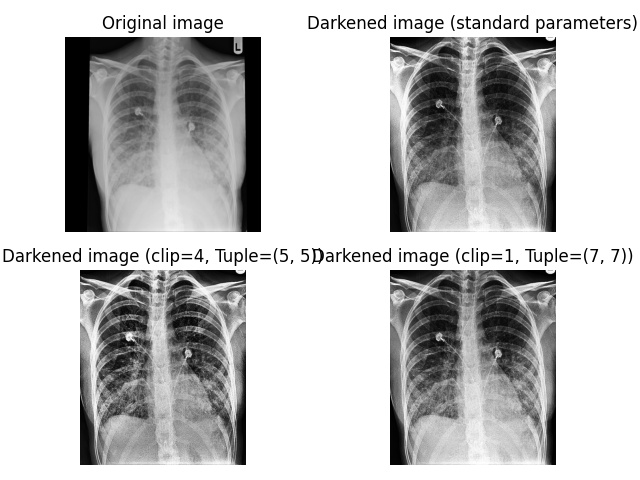 Original image
Darkened image (standard parameters)
L
Darkened image (clip=4, Tuple=(5, 5))
Darkened image (clip=1, Tuple=(7, 7))